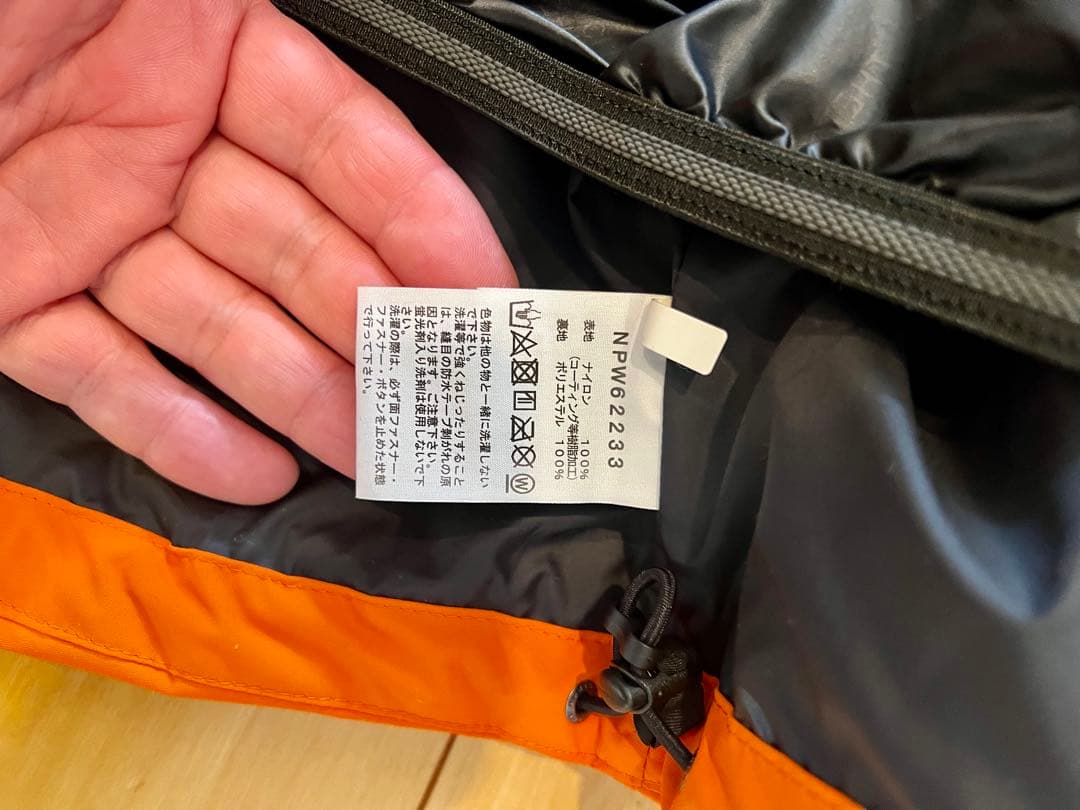 NPW62233
表地 ナイロン 100%
(コーティング等樹脂加工)
裏地 ポリエステル 100%
W
色物は他の物と一緒に洗濯しない
で下さい。
洗濯等で強くねじったりすること
は、縫目の防水テープ剥がれの原
因となります。ご注意下さい。
蛍光剤入り洗剤は使用しないで下
さい。
洗濯の際は、必ず面ファスナー・
ファスナー・ボタンを止めた状態
で行って下さい。